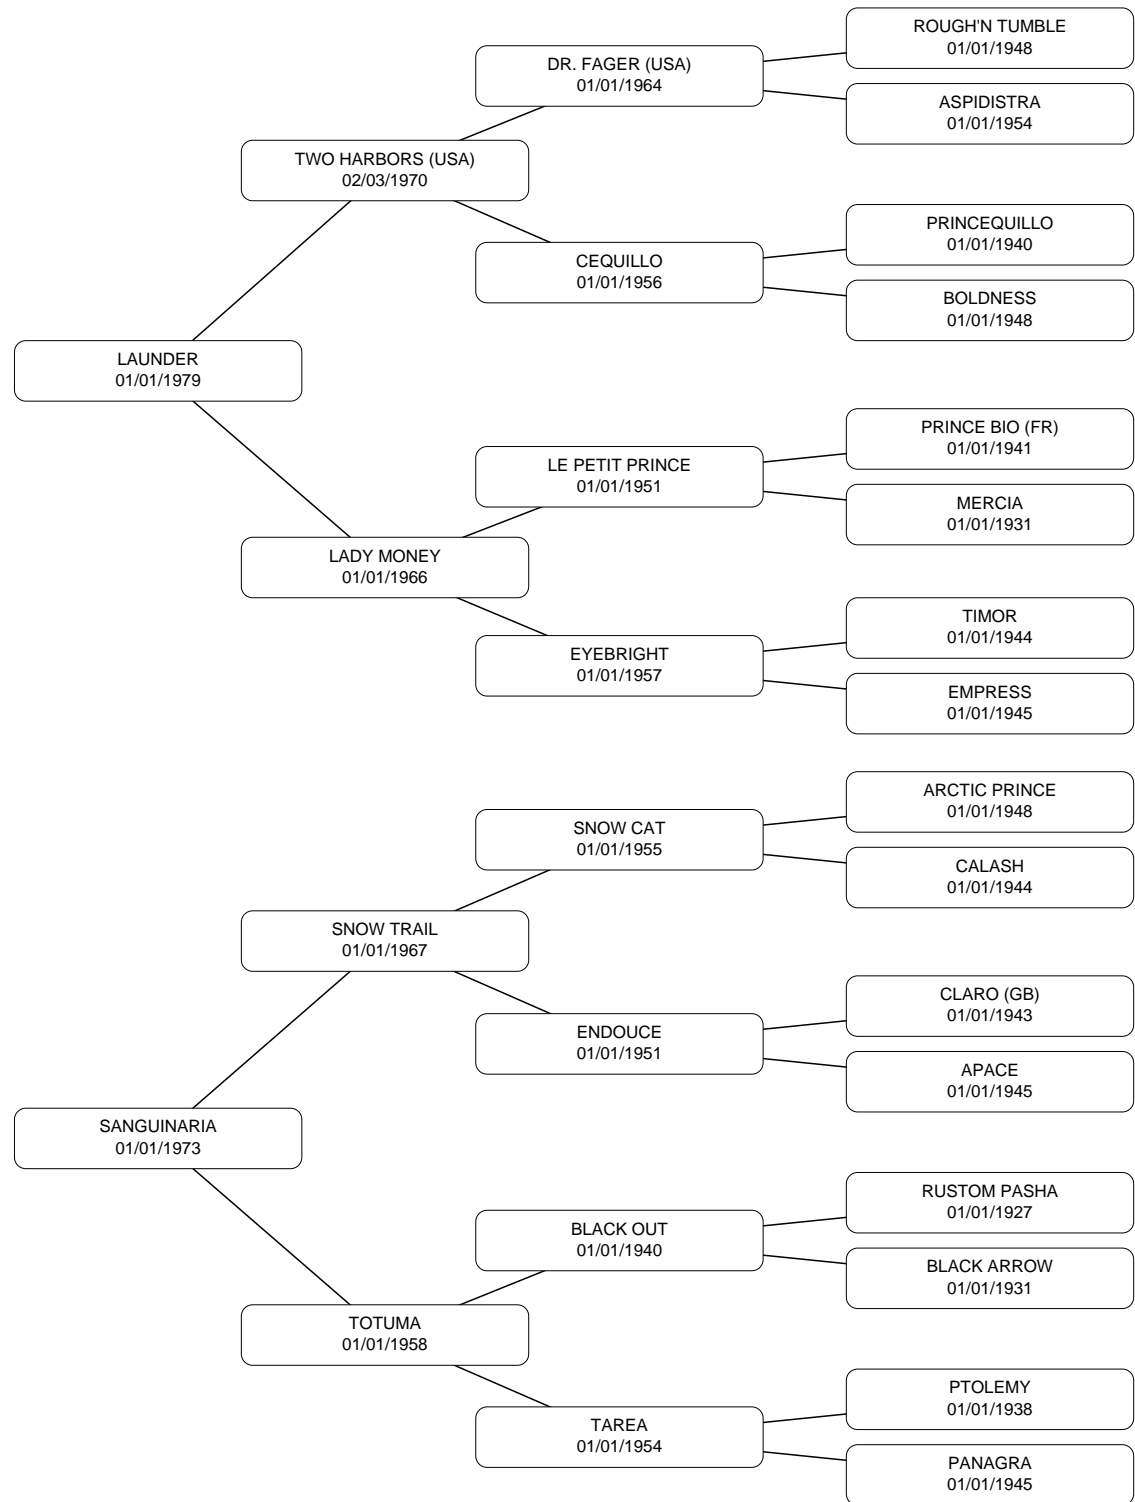 ROUGH'N TUMBLE
01/01/1948
DR. FAGER (USA)
01/01/1964
ASPIDISTRA
01/01/1954
TWO HARBORS (USA)
02/03/1970
PRINCEQUILLO
01/01/1940
CEQUILLO
01/01/1956
BOLDNESS
01/01/1948
LAUNDER
01/01/1979
PRINCE BIO (FR)
01/01/1941
LE PETIT PRINCE
01/01/1951
MERCIA
01/01/1931
LADY MONEY
01/01/1966
TIMOR
01/01/1944
EYEBRIGHT
01/01/1957
EMPRESS
01/01/1945
ARCTIC PRINCE
01/01/1948
SNOW CAT
01/01/1955
CALASH
01/01/1944
SNOW TRAIL
01/01/1967
CLARO (GB)
01/01/1943
ENDOUCE
01/01/1951
APACE
01/01/1945
SANGUINARIA
01/01/1973
RUSTOM PASHA
01/01/1927
BLACK OUT
01/01/1940
BLACK ARROW
01/01/1931
TOTUMA
01/01/1958
PTOLEMY
01/01/1938
TAREA
01/01/1954
PANAGRA
01/01/1945